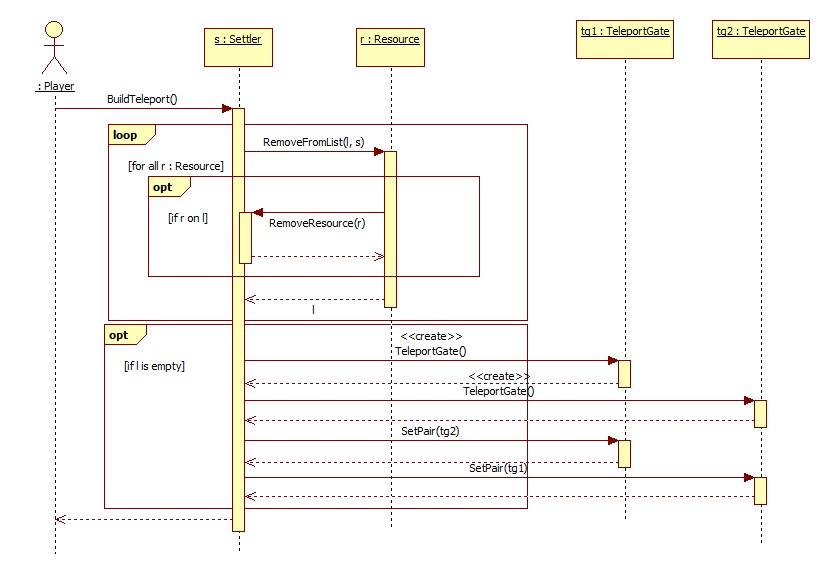 s : Settler
r : Resource
tg1 : TeleportGate
tg2 : TeleportGate
: Player
BuildTeleport()
loop
RemoveFromList(l, s)
[for all r : Resource]
opt
[if r on l]
RemoveResource(r)
l
opt
<<create>>
TeleportGate()
[if l is empty]
<<create>>
TeleportGate()
SetPair(tg2)
SetPair(tg1)